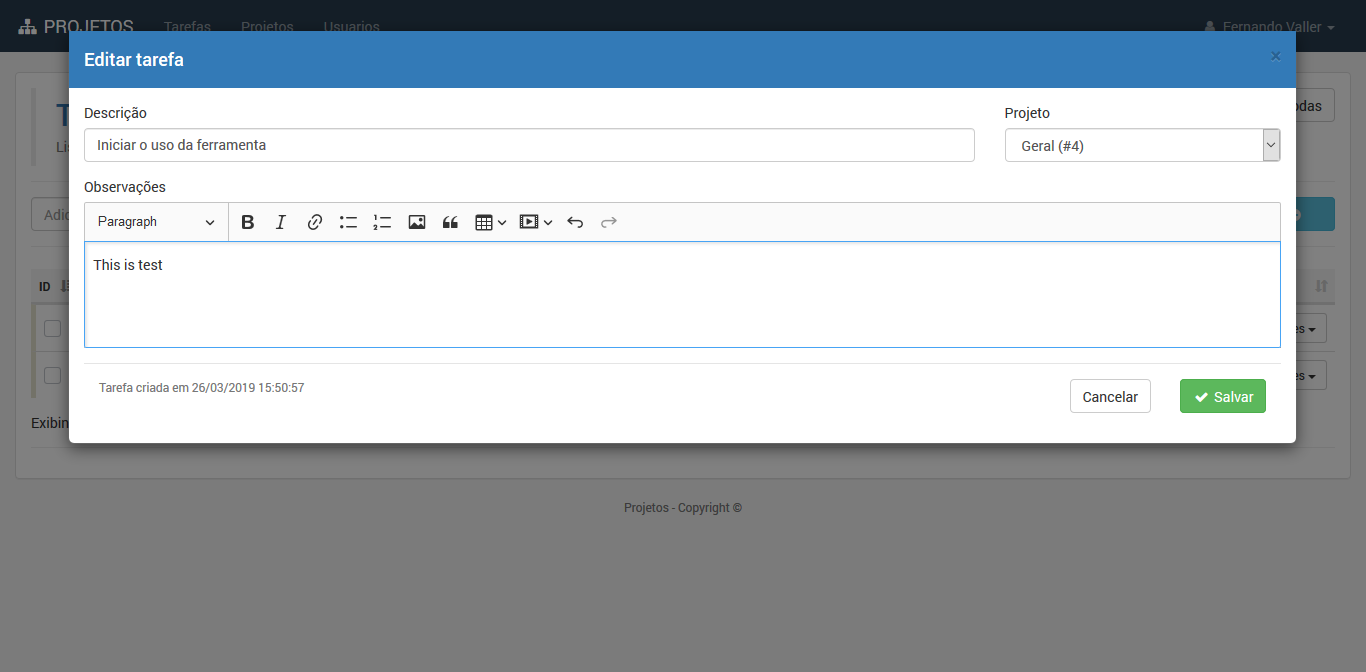 PROJETOS Tarefas Projetos Usuarios Fernando Valler
Editar tarefa ×
Descrição Projeto
Iniciar o uso da ferramenta Geral (#4)
Observações
Paragraph B I
This is test
ID
Tarefa criada em 26/03/2019 15:50:57
Cancelar Salvar
Projetos - Copyright ©